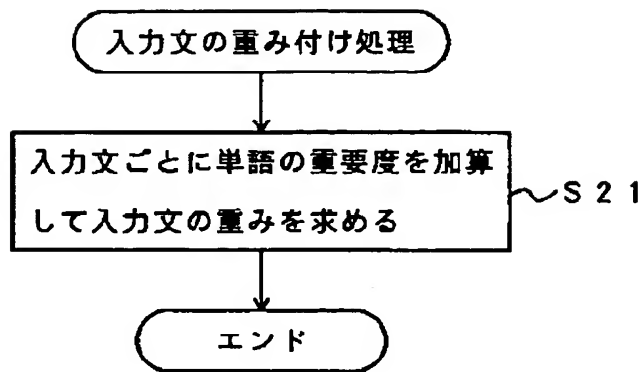 入力文の重み付け処理
入力文ごとに単語の重要度を加算
して入力文の重みを求める
S21
エンド